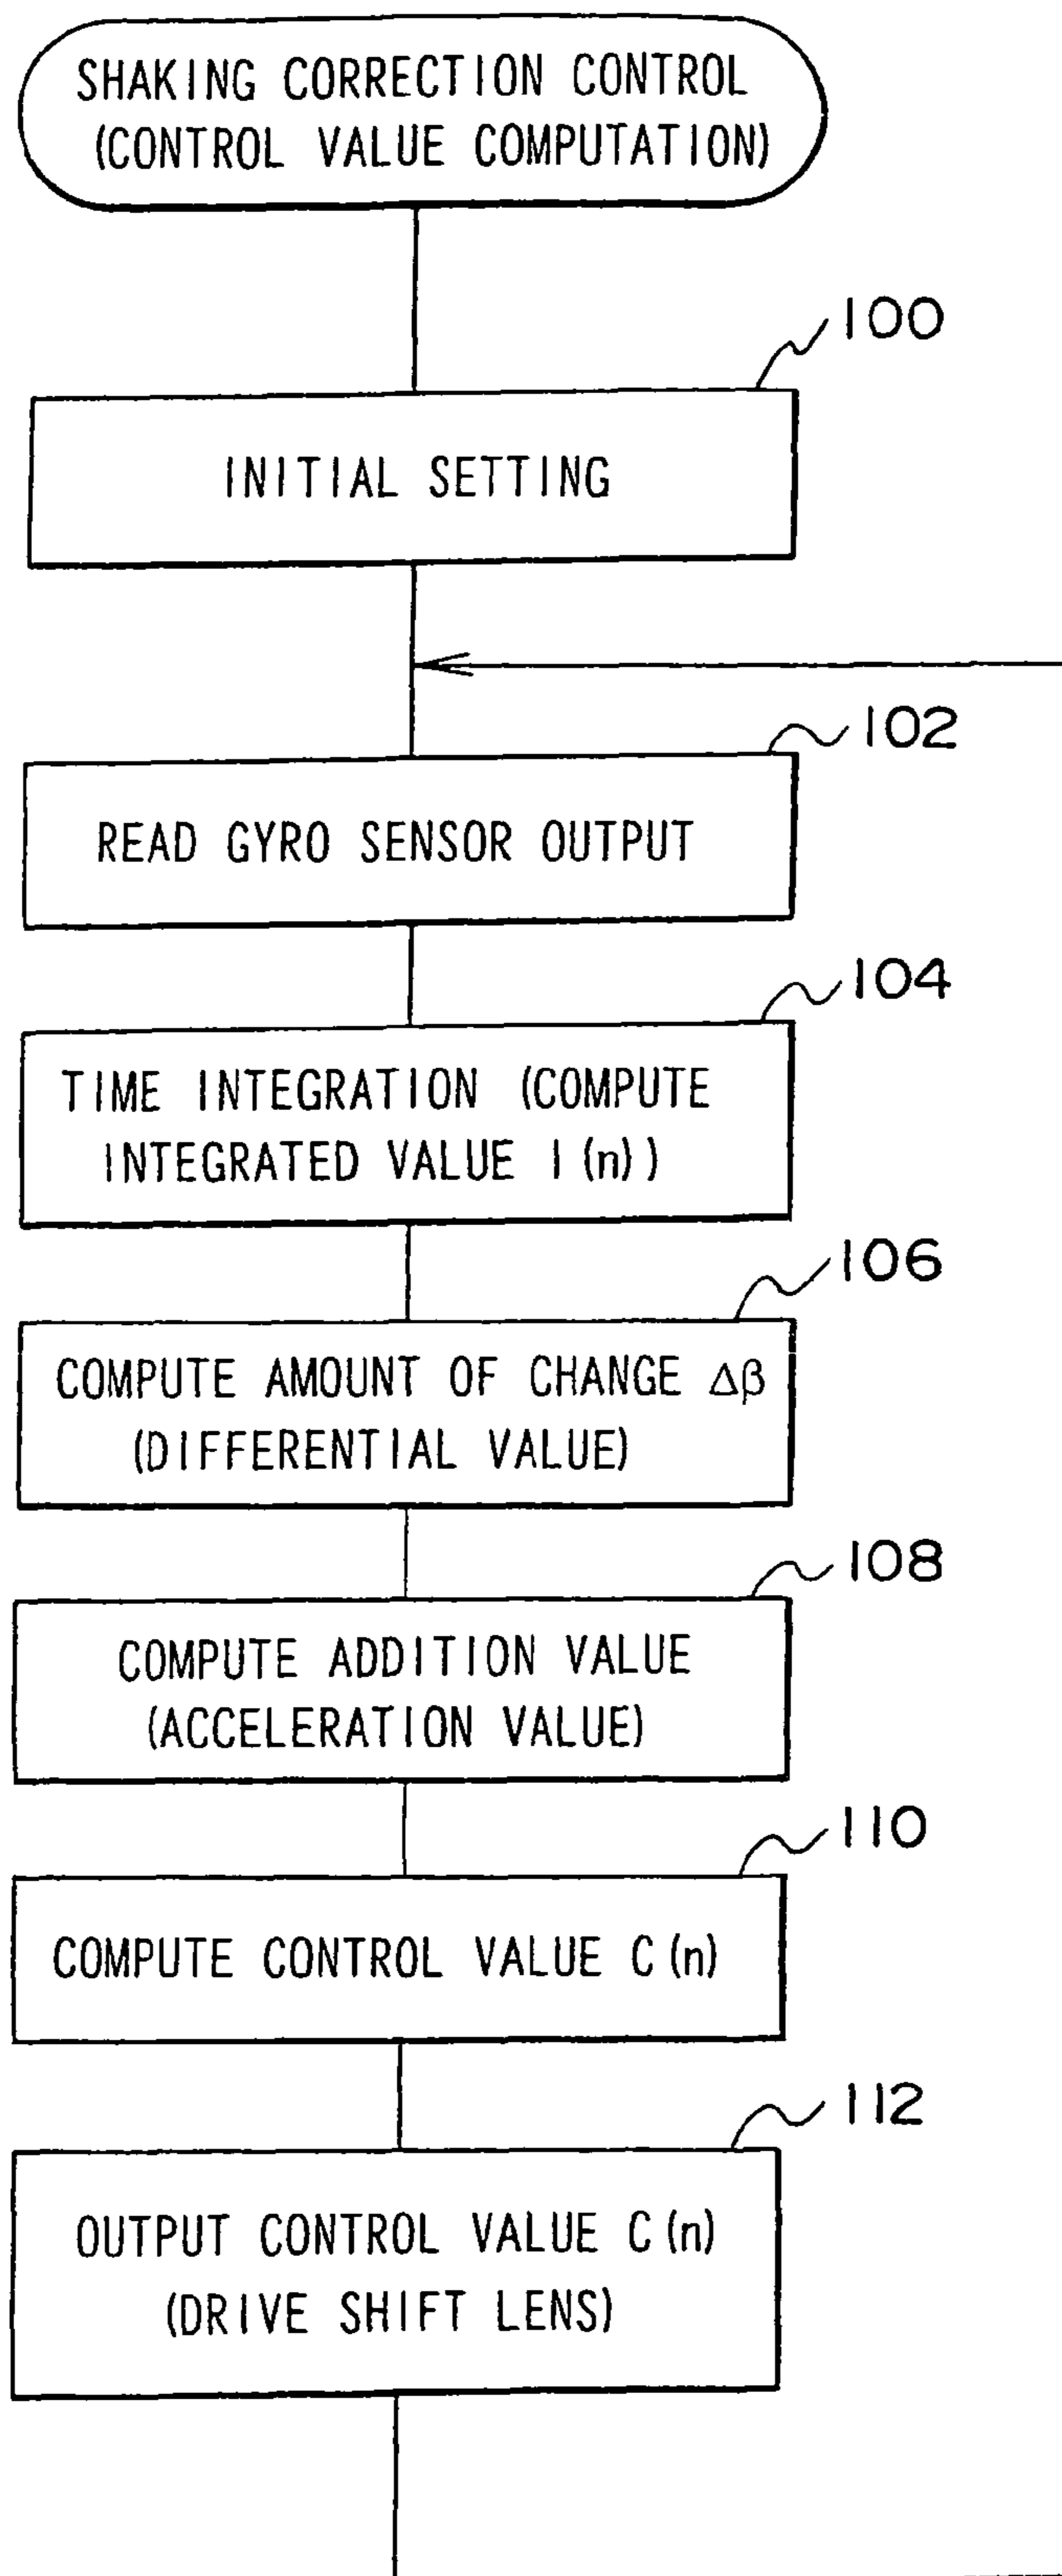 SHAKING CORRECTION CONTROL
(CONTROL VALUE COMPUTATION)
100
INITIAL SETTING
102
READ GYRO SENSOR OUTPUT
104
TIME INTEGRATION (COMPUTE
INTEGRATED VALUE I(n))
106
COMPUTE AMOUNT OF CHANGE Δβ
(DIFFERENTIAL VALUE)
108
COMPUTE ADDITION VALUE
(ACCELERATION VALUE)
110
COMPUTE CONTROL VALUE C(n)
112
OUTPUT CONTROL VALUE C(n)
(DRIVE SHIFT LENS)